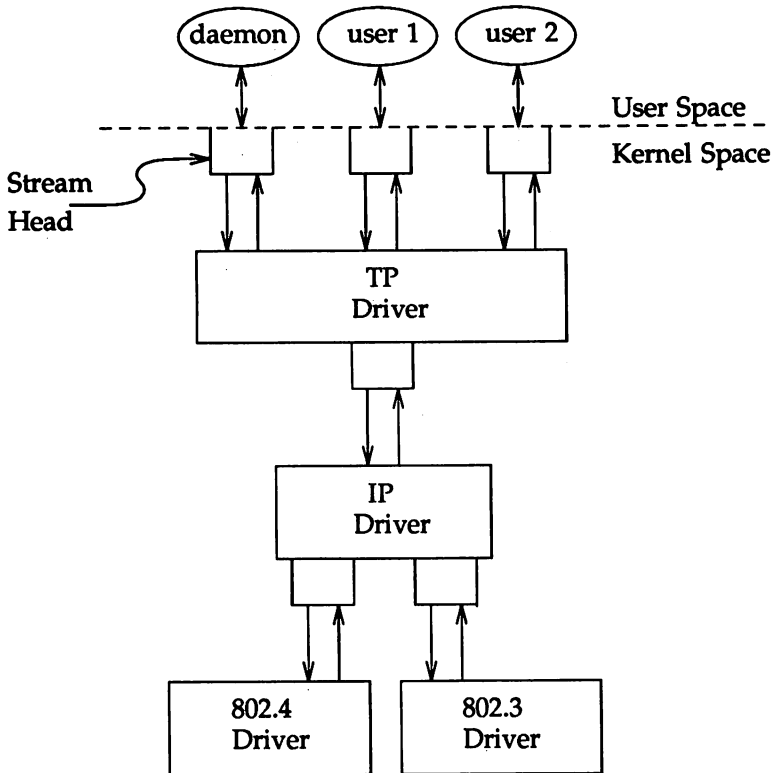 daemon
user 1
user 2
User Space
Kernel Space
Stream
Head
TP
Driver
IP
Driver
802.4
Driver
802.3
Driver